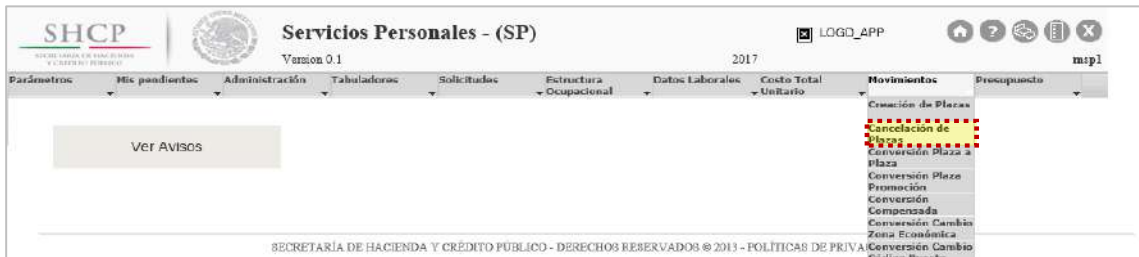 SHCP
SECRETARÍA DE HACIENDA
Y CRÉDITO PÚBLICO
Servicios Personales - (SP)
Version 0.1
LOGO_APP
2017
msp1
Parámetros
Mis pendientes
Administración
Tabuladores
Solicitudes
Estructura
Ocupacional
Datos Laborales
Costo Total
Unitario
Movimientos
Presupuesto
Creación de Plazas
Cancelación de
Plazas
Conversión Plaza a
Plaza
Conversión Plaza
Promoción
Conversión
Compensada
Conversión Cambio
Zona Económica
Conversión Cambio
Ver Avisos
SECRETARÍA DE HACIENDA Y CRÉDITO PÚBLICO - DERECHOS RESERVADOS © 2013 - POLÍTICAS DE PRIVA